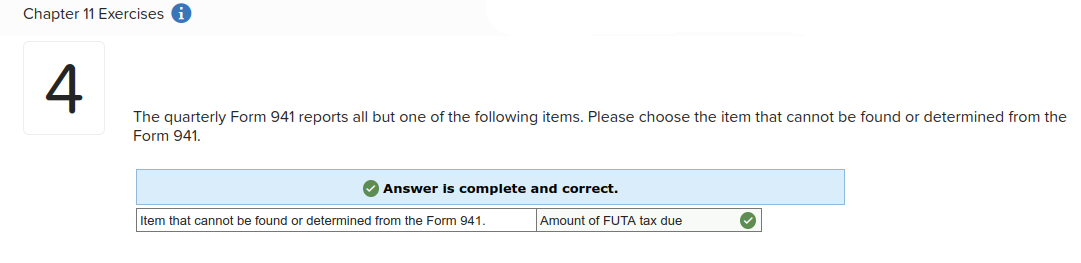 Chapter 11 Exercises i
4
The quarterly Form 941 reports all but one of the following items. Please choose the item that cannot be found or determined from the
Form 941.
Answer is complete and correct.
Item that cannot be found or determined from the Form 941. Amount of FUTA tax due